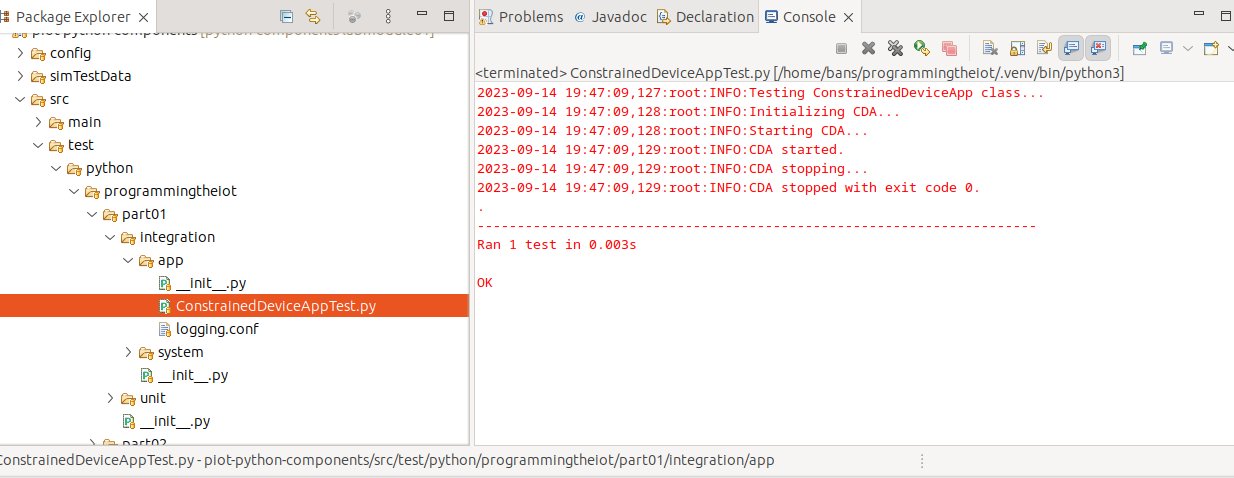 Package Explorer
piot-python-components [python-components labmodule01]
config
simTestData
src
main
test
python
programmingtheiot
part01
integration
app
__init__.py
ConstrainedDeviceAppTest.py
logging.conf
system
__init__.py
unit
__init__.py
part02
Problems @ Javadoc Declaration Console
<terminated> ConstrainedDeviceAppTest.py [/home/bans/programmingtheiot/.venv/bin/python3]
2023-09-14 19:47:09,127:root:INFO:Testing ConstrainedDeviceApp class...
2023-09-14 19:47:09,128:root:INFO:Initializing CDA...
2023-09-14 19:47:09,128:root:INFO:Starting CDA...
2023-09-14 19:47:09,129:root:INFO:CDA started.
2023-09-14 19:47:09,129:root:INFO:CDA stopping...
2023-09-14 19:47:09,129:root:INFO:CDA stopped with exit code 0.
.
----------------------------------------------------------------------
Ran 1 test in 0.003s
OK
ConstrainedDeviceAppTest.py - piot-python-components/src/test/python/programmingtheiot/part01/integration/app